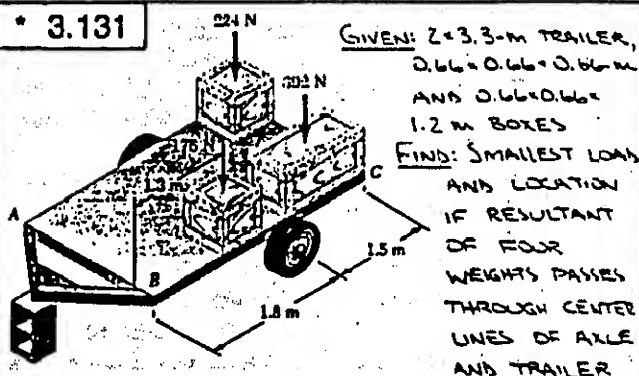 * 3.131
GIVEN: 2×3.3-m TRAILER,
0.66×0.66×0.66-m
AND 0.66×0.66×
1.2 m BOXES
FIND: SMALLEST LOAD
AND LOCATION
IF RESULTANT
OF FOUR
WEIGHTS PASSES
THROUGH CENTER
LINES OF AXLE
AND TRAILER
224 N
392 N
176
1.3 m
A
B
C
1.8 m
1.5 m